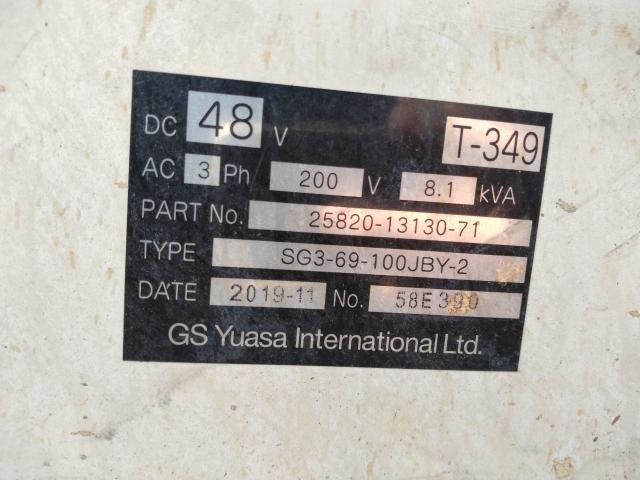 DC 48 V T-349
AC 3 Ph 200 V 8.1 kVA
PART No. 25820-13130-71
TYPE SG3-69-100JBY-2
DATE 2019-11 No. 58E390
GS Yuasa International Ltd.